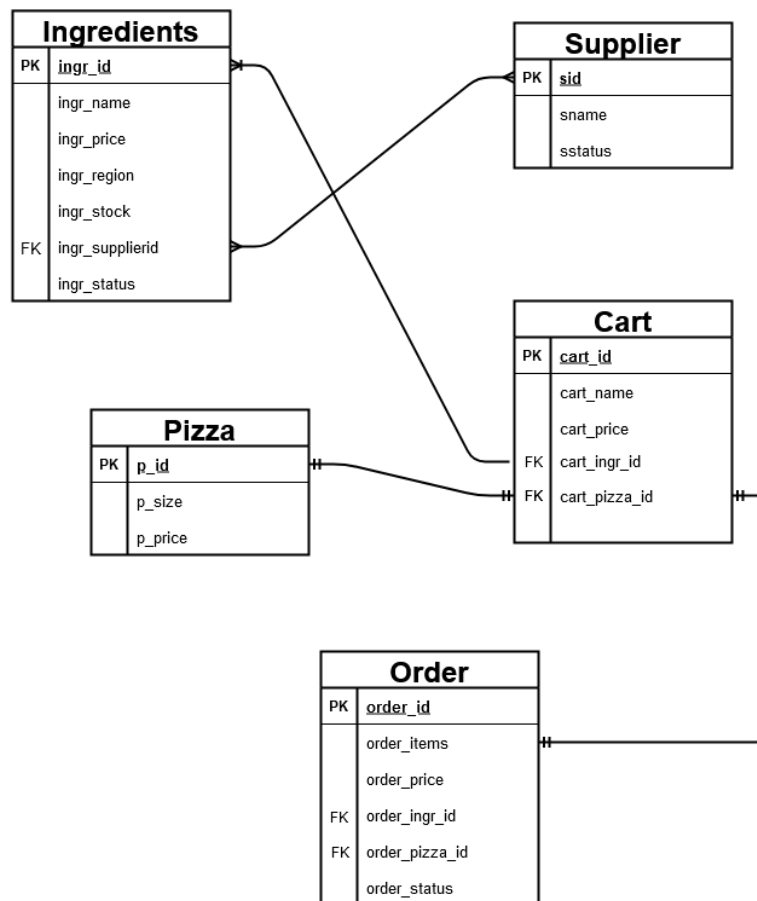 Ingredients
PK ingr_id
ingr_name
ingr_price
ingr_region
ingr_stock
FK ingr_supplierid
ingr_status
Supplier
PK sid
sname
sstatus
Cart
PK cart_id
cart_name
cart_price
FK cart_ingr_id
FK cart_pizza_id
Pizza
PK p_id
p_size
p_price
Order
PK order_id
order_items
order_price
FK order_ingr_id
FK order_pizza_id
order_status